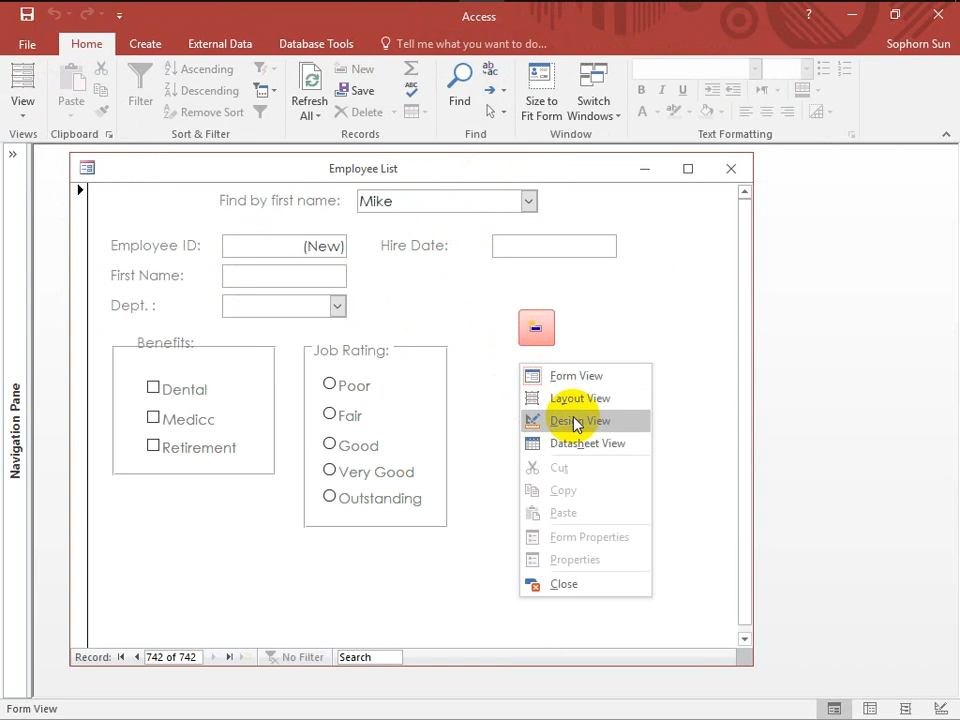 Access
?
File
Home
Create
External Data
Database Tools
Tell me what you want to do...
Sophorn Sun
View
Paste
Filter
Ascending
Descending
Remove Sort
Refresh
All
New
Save
Delete
Find
Size to
Fit Form
Switch
Windows
B I U
A
Views
Clipboard
Sort & Filter
Records
Find
Window
Text Formatting
Navigation Pane
Employee List
Find by first name: Mike
Employee ID: (New) Hire Date:
First Name:
Dept. :
Benefits:
Dental
Medicc
Retirement
Job Rating:
Poor
Fair
Good
Very Good
Outstanding
Form View
Layout View
Design View
Datasheet View
Cut
Copy
Paste
Form Properties
Properties
Close
Record: 742 of 742 No Filter Search
Form View